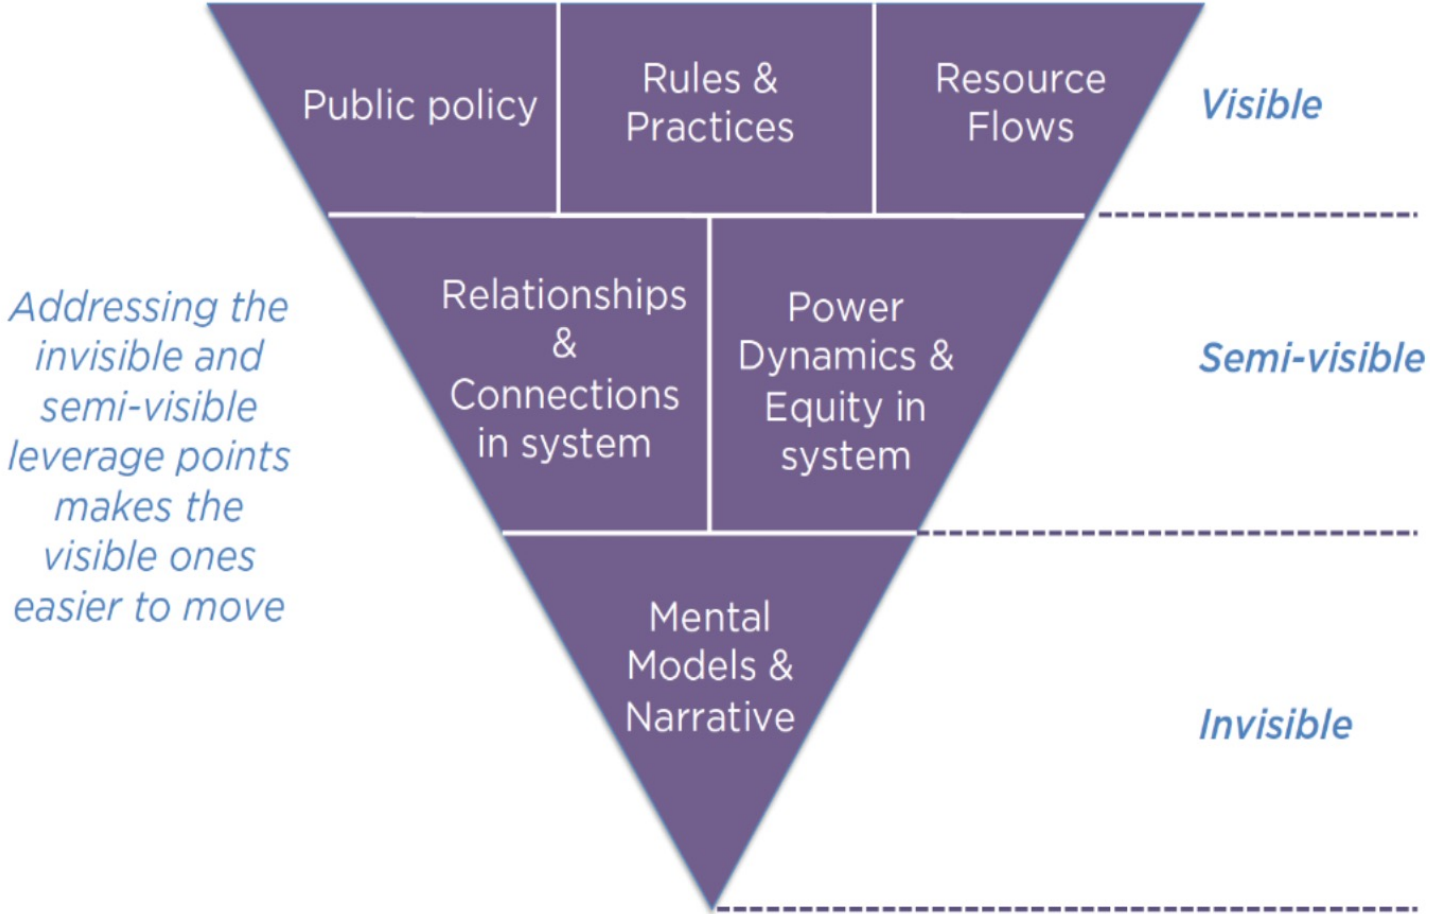 Public policy
Rules &
Practices
Resource
Flows
Visible
Addressing the
invisible and
semi-visible
leverage points
makes the
visible ones
easier to move
Relationships
&
Connections
in system
Power
Dynamics &
Equity in
system
Semi-visible
Mental
Models &
Narrative
Invisible